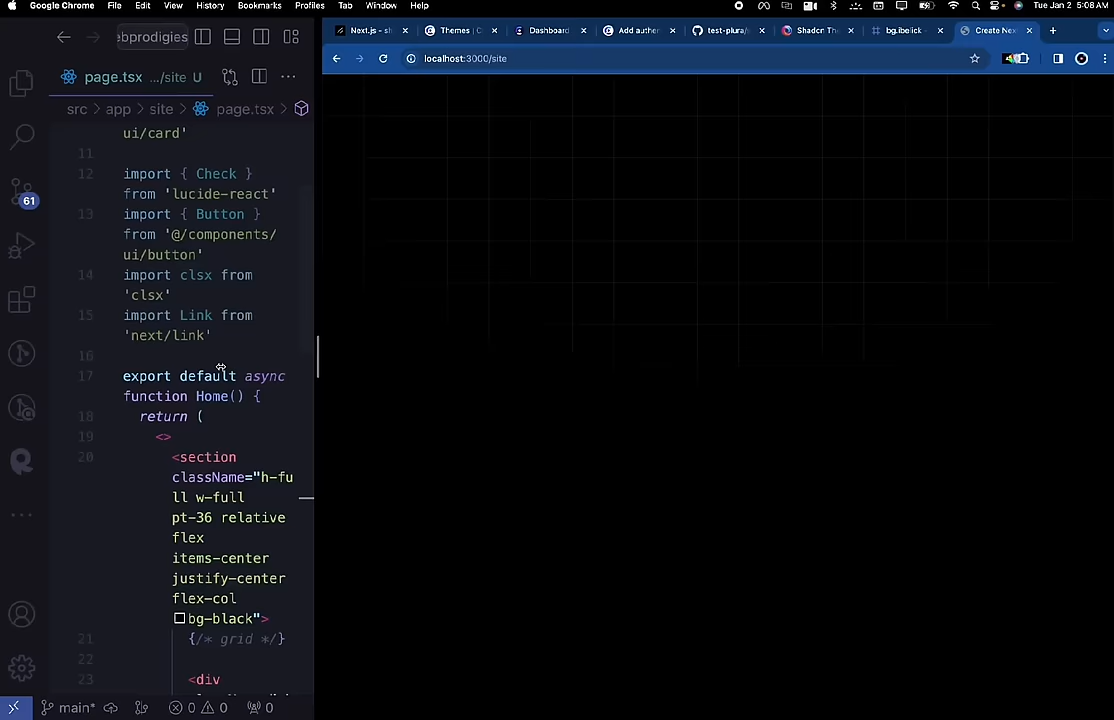 Google Chrome File Edit View History Bookmarks Profiles Tab Window Help Tue Jan 2 5:08 AM
ebprodigies
Next.js - s Themes | C Dashboard Add auther test-plura/ Shadcn Th bg.ibelick - Create Nex
localhost:3000/site
page.tsx .../site U
src > app > site > page.tsx >
ui/card'
11
12 import { Check }
from 'lucide-react'
13 import { Button }
from '@/components/
ui/button'
14 import clsx from
'clsx'
15 import Link from
'next/link'
16
17 export default async
function Home() {
18 return (
19 <>
20 <section
className="h-fu
ll w-full
pt-36 relative
flex
items-center
justify-center
flex-col
bg-black">
21 {/* grid */}
22
23 <div
61
main* 0 0 0